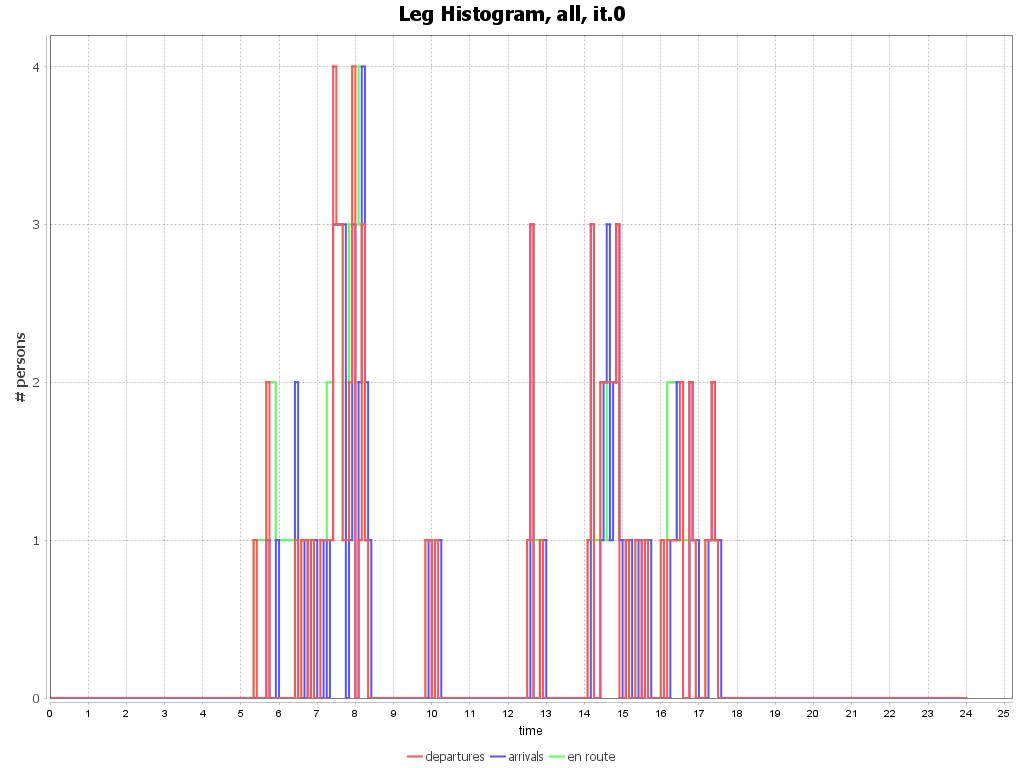 Leg Histogram, all, it.0
# persons
4
3
2
1
0
0 1 2 3 4 5 6 7 8 9 10 11 12 13 14 15 16 17 18 19 20 21 22 23 24 25
time
departures arrivals en route